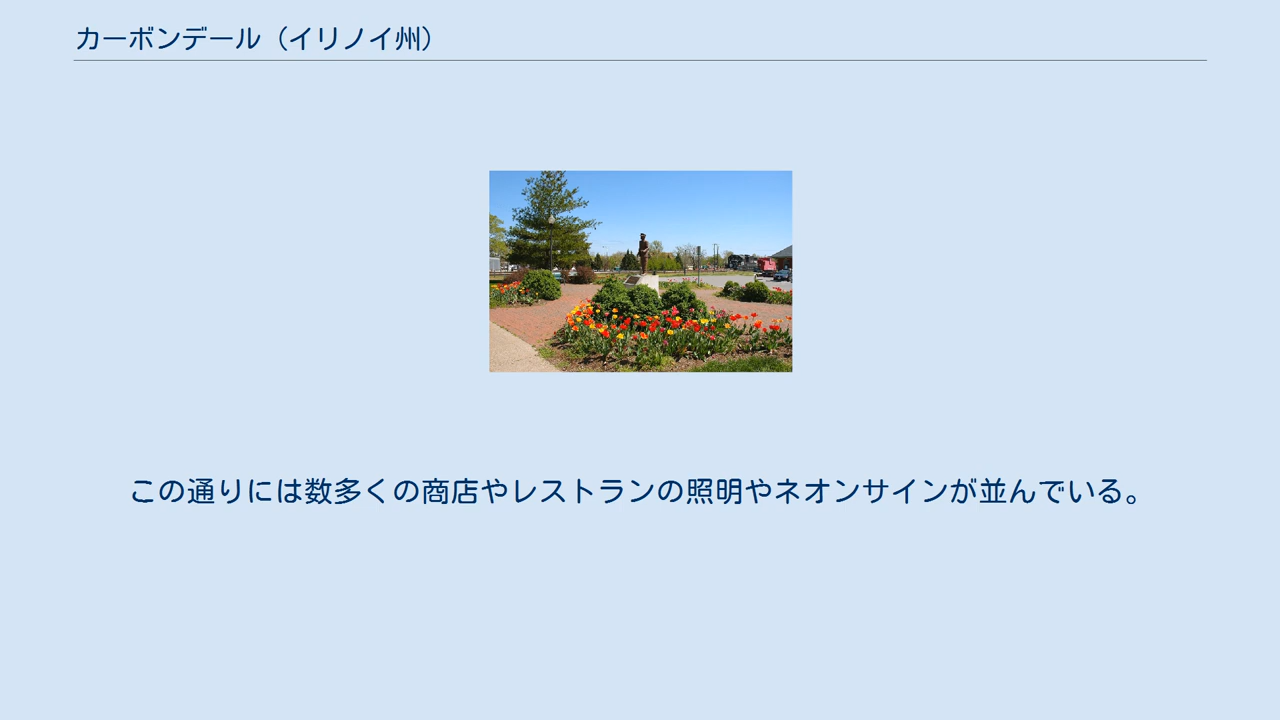 カーボンデール（イリノイ州）
この通りには数多くの商店やレストランの照明やネオンサインが並んでいる。